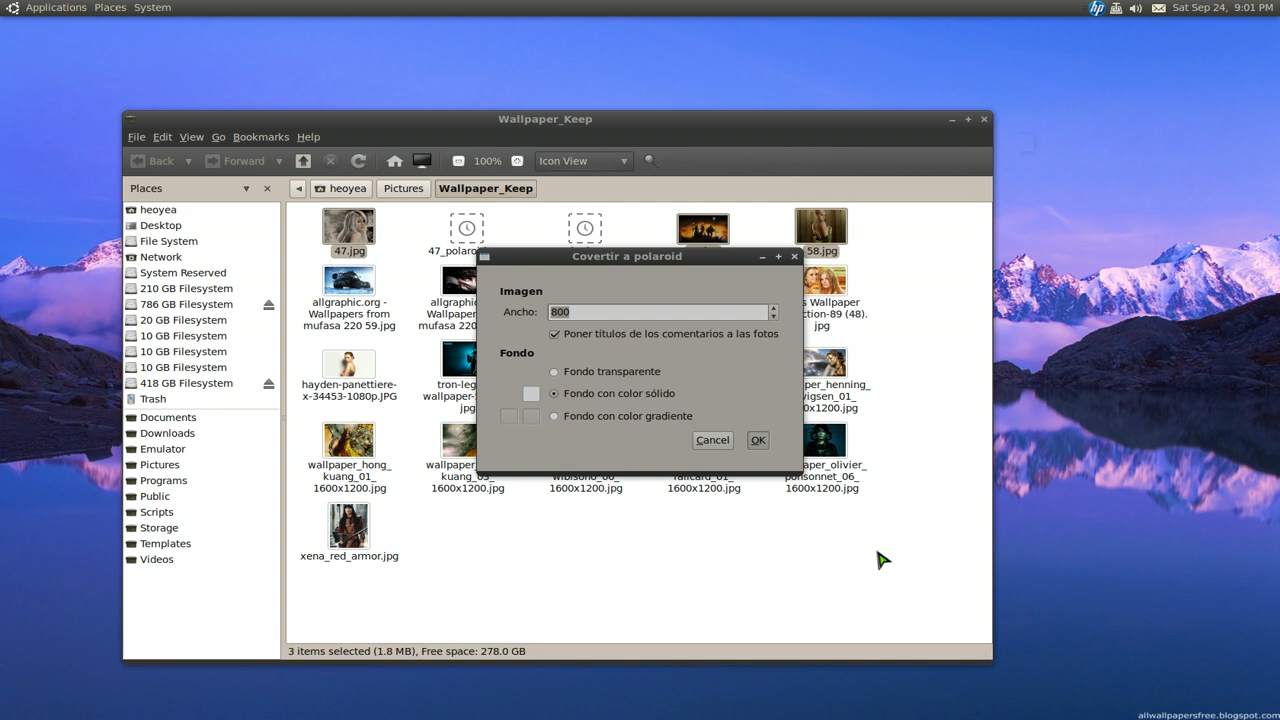 Applications Places System
hp
Sat Sep 24, 9:01 PM
Wallpaper_Keep
File Edit View Go Bookmarks Help
Back Forward 100% Icon View
Places
heoyea Pictures Wallpaper_Keep
heoyea
Desktop
File System
Network
System Reserved
210 GB Filesystem
786 GB Filesystem
20 GB Filesystem
10 GB Filesystem
10 GB Filesystem
10 GB Filesystem
418 GB Filesystem
Trash
Documents
Downloads
Emulator
Pictures
Programs
Public
Scripts
Storage
Templates
Videos
47.jpg
58.jpg
allgraphic.org -
Wallpapers from
mufasa 220 59.jpg
Wallpaper
(48).
jpg
hayden-panettiere-
x-34453-1080p.JPG
wallpaper_hong_
kuang_01_
1600x1200.jpg
1600x1200.jpg
1600x1200.jpg
1600x1200.jpg
1600x1200.jpg
xena_red_armor.jpg
Covertir a polaroid
Imagen
Ancho: 800
Poner títulos de los comentarios a las fotos
Fondo
Fondo transparente
Fondo con color sólido
Fondo con color gradiente
Cancel OK
3 items selected (1.8 MB), Free space: 278.0 GB
allwallpapersfree.blogspot.com